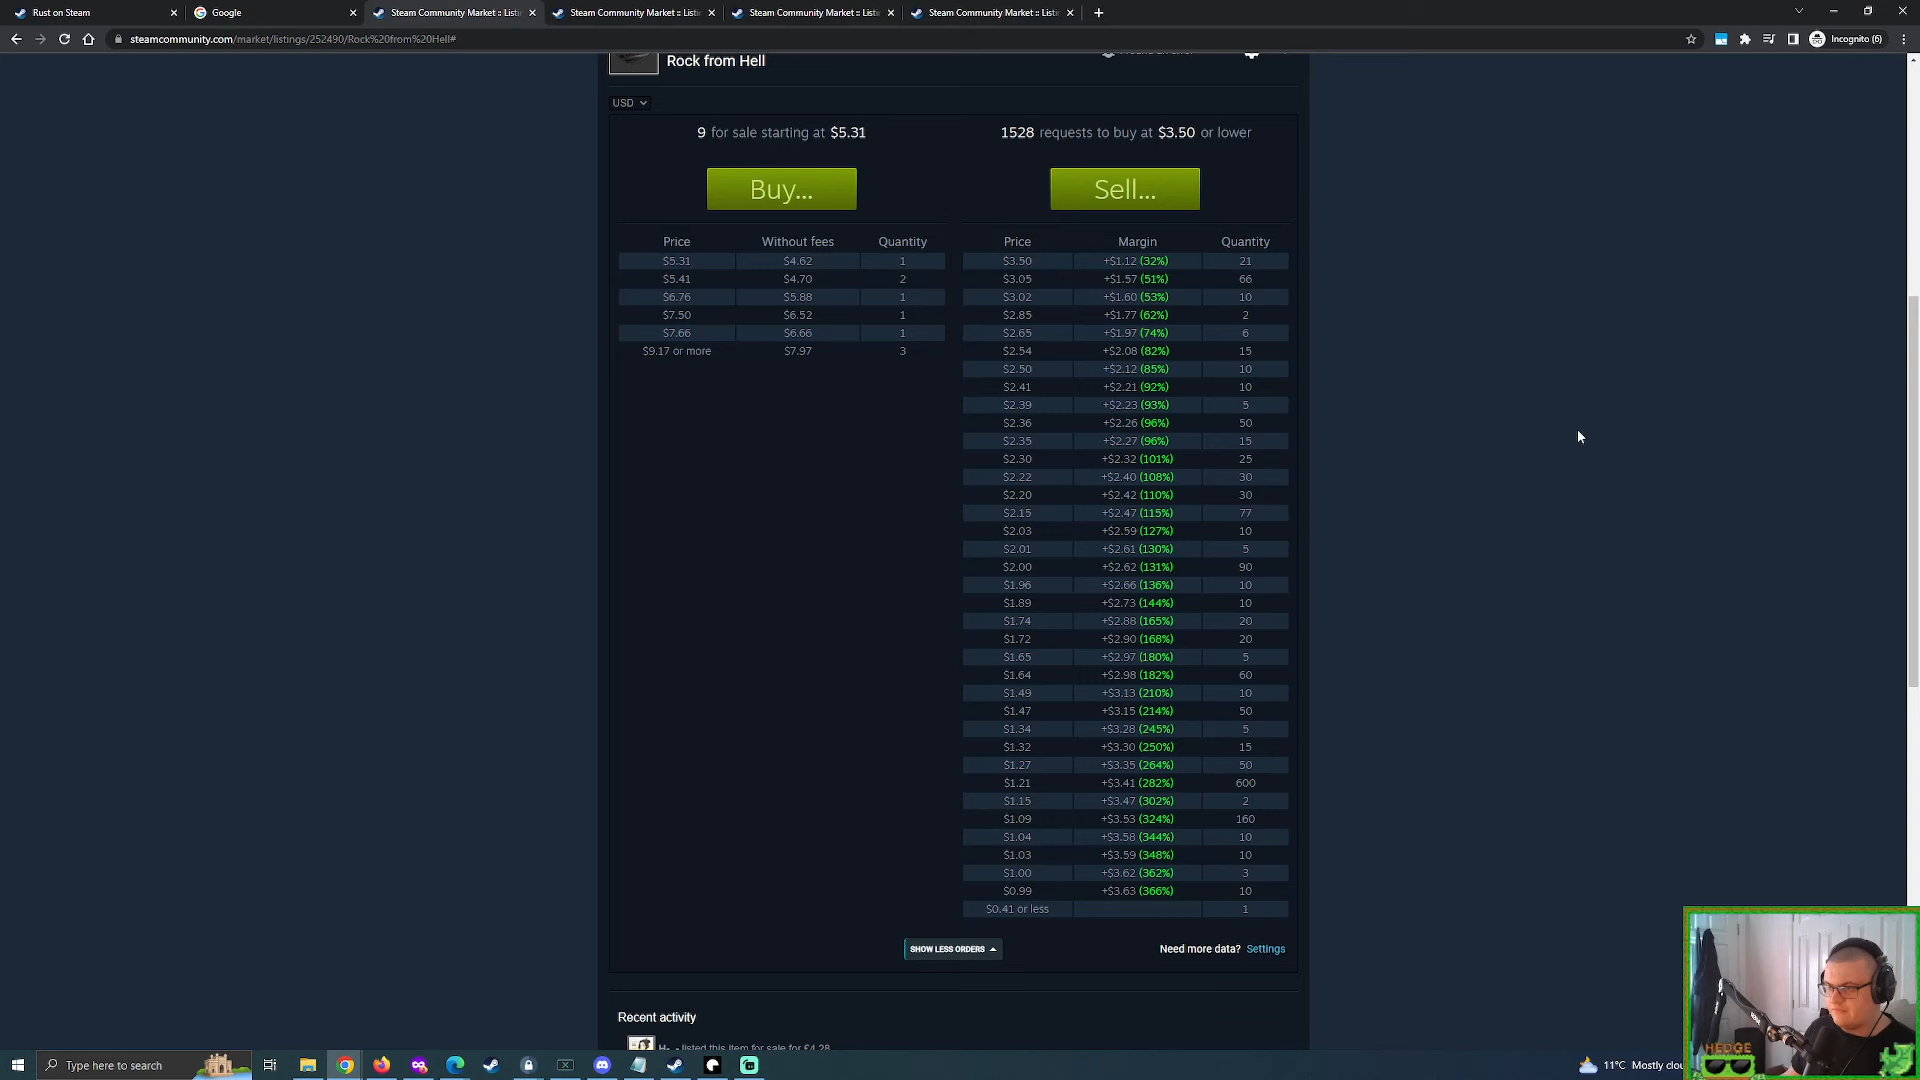 Rust on Steam
Google
Steam Community Market :: Listi
Steam Community Market :: Listi
Steam Community Market :: Listi
Steam Community Market :: Listi
steamcommunity.com/market/listings/252490/Rock%20from%20Hell#
Incognito (6)
Rock from Hell
USD
9 for sale starting at $5.31
1528 requests to buy at $3.50 or lower
Buy...
Sell...
Price Without fees Quantity
$5.31 $4.62 1
$5.41 $4.70 2
$6.76 $5.88 1
$7.50 $6.52 1
$7.66 $6.66 1
$9.17 or more $7.97 3
Price Margin Quantity
$3.50 +$1.12 (32%) 21
$3.05 +$1.57 (51%) 66
$3.02 +$1.60 (53%) 10
$2.85 +$1.77 (62%) 2
$2.65 +$1.97 (74%) 6
$2.54 +$2.08 (82%) 15
$2.50 +$2.12 (85%) 10
$2.41 +$2.21 (92%) 10
$2.39 +$2.23 (93%) 5
$2.36 +$2.26 (96%) 50
$2.35 +$2.27 (96%) 15
$2.30 +$2.32 (101%) 25
$2.22 +$2.40 (108%) 30
$2.20 +$2.42 (110%) 30
$2.15 +$2.47 (115%) 77
$2.03 +$2.59 (127%) 10
$2.01 +$2.61 (130%) 5
$2.00 +$2.62 (131%) 90
$1.96 +$2.66 (136%) 10
$1.89 +$2.73 (144%) 10
$1.74 +$2.88 (165%) 20
$1.72 +$2.90 (168%) 20
$1.65 +$2.97 (180%) 5
$1.64 +$2.98 (182%) 60
$1.49 +$3.13 (210%) 10
$1.47 +$3.15 (214%) 50
$1.34 +$3.28 (245%) 5
$1.32 +$3.30 (250%) 15
$1.27 +$3.35 (264%) 50
$1.21 +$3.41 (282%) 600
$1.15 +$3.47 (302%) 2
$1.09 +$3.53 (324%) 160
$1.04 +$3.58 (344%) 10
$1.03 +$3.59 (348%) 10
$1.00 +$3.62 (362%) 3
$0.99 +$3.63 (366%) 10
$0.41 or less 1
SHOW LESS ORDERS
Need more data? Settings
Recent activity
listed this item for sale for £4.28
Type here to search
11°C Mostly clou
HEDGE